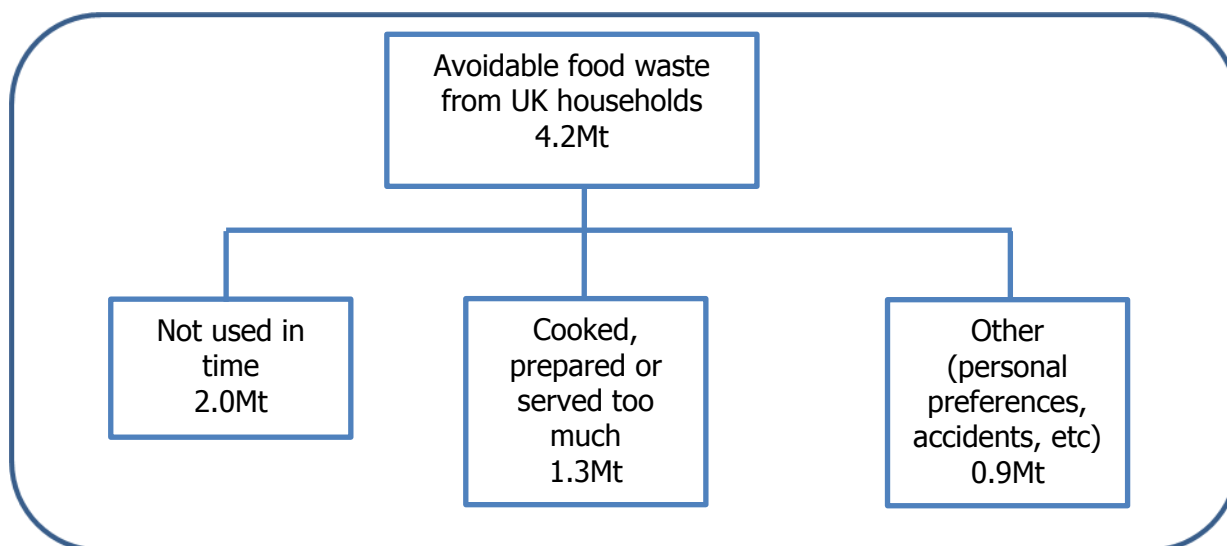 Avoidable food waste
from UK households
4.2Mt
Not used in
time
2.0Mt
Cooked,
prepared or
served too
much
1.3Mt
Other
(personal
preferences,
accidents, etc)
0.9Mt